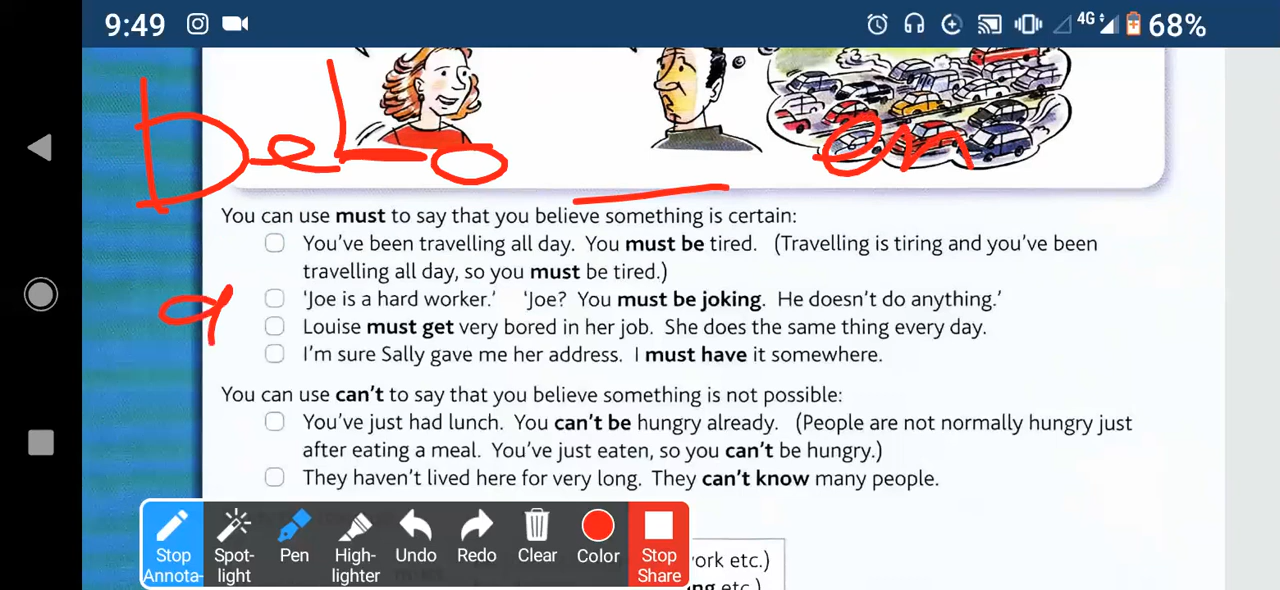 9:49 4G 68%
You can use must to say that you believe something is certain:
You've been travelling all day. You must be tired. (Travelling is tiring and you've been
travelling all day, so you must be tired.)
'Joe is a hard worker.' 'Joe? You must be joking. He doesn't do anything.'
Louise must get very bored in her job. She does the same thing every day.
I'm sure Sally gave me her address. I must have it somewhere.
You can use can't to say that you believe something is not possible:
You've just had lunch. You can't be hungry already. (People are not normally hungry just
after eating a meal. You've just eaten, so you can't be hungry.)
They haven't lived here for very long. They can't know many people.
ork etc.)
ng etc.)
Stop
Annota-
Spot-
light
Pen
High-
lighter
Undo
Redo
Clear
Color
Stop
Share